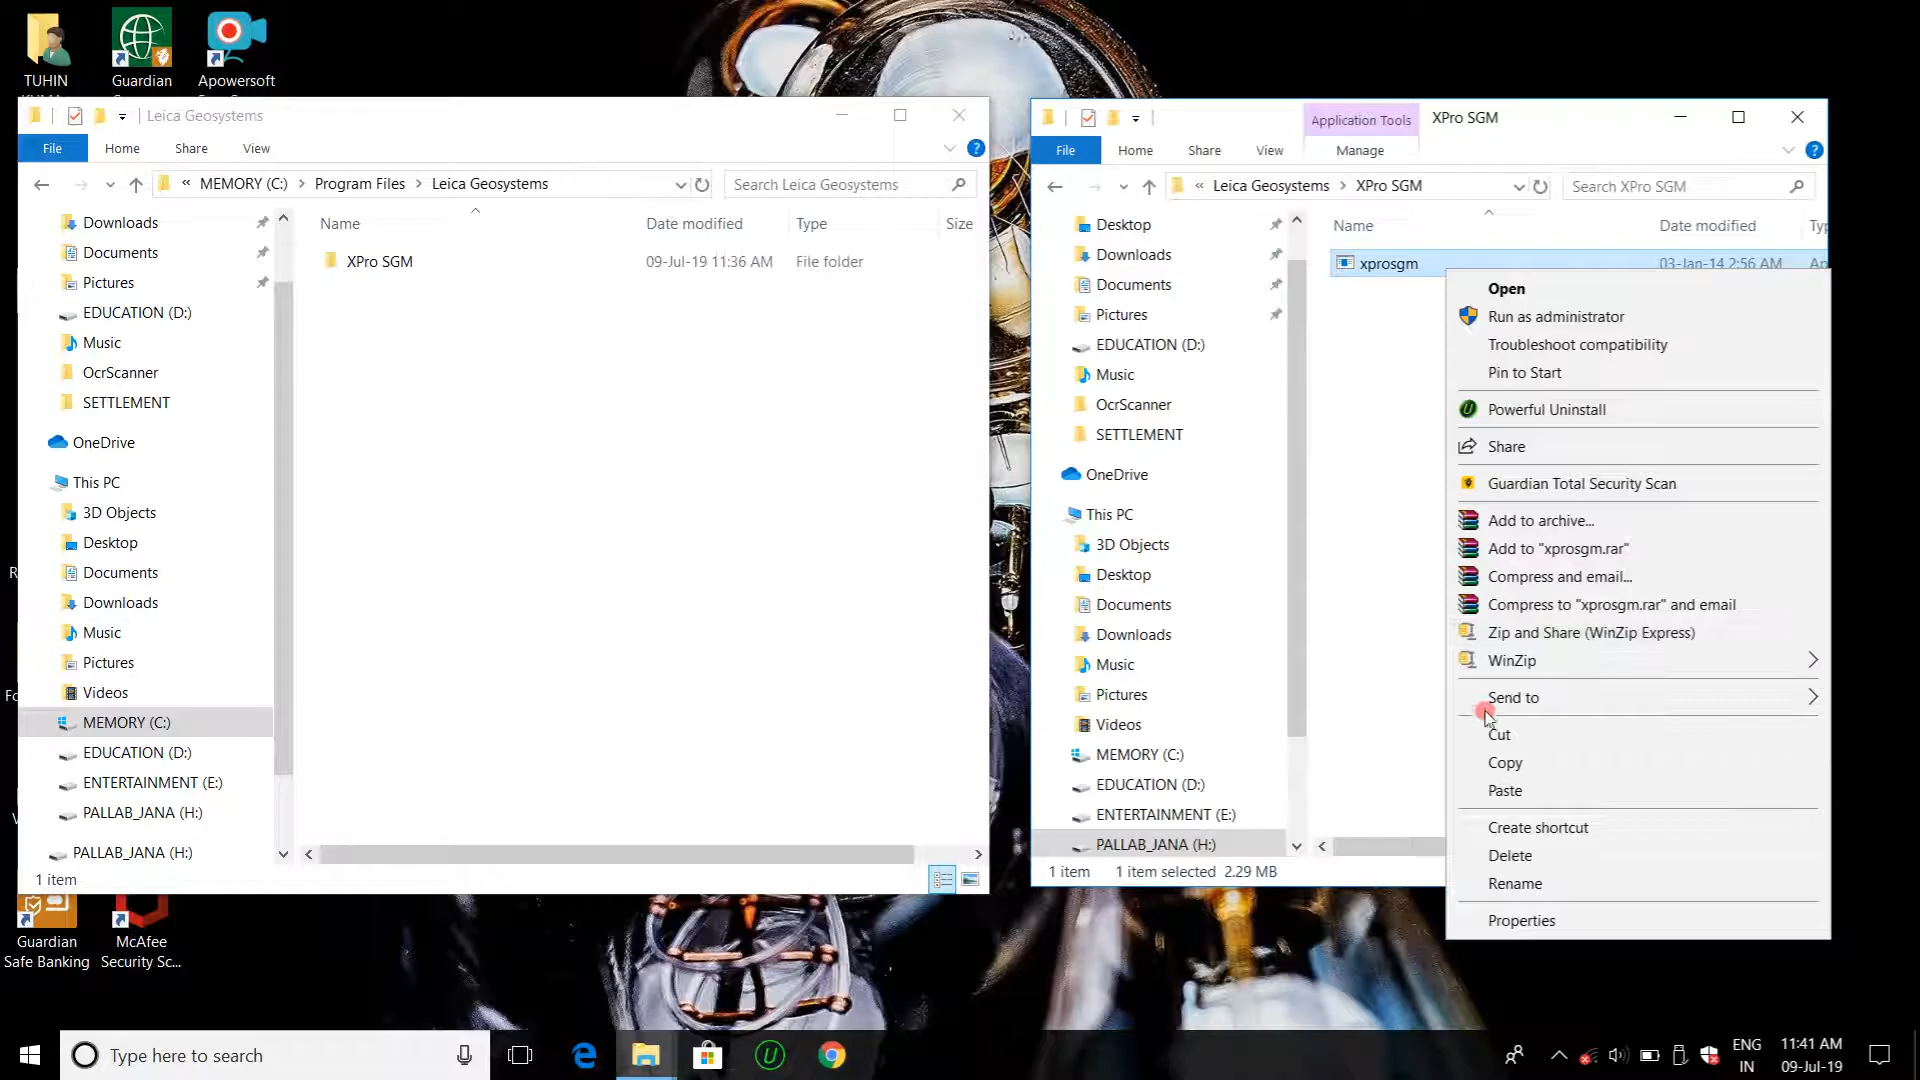 TUHIN
Guardian
Apowersoft
Leica Geosystems
File
Home
Share
View
« MEMORY (C:) > Program Files > Leica Geosystems
Search Leica Geosystems
Downloads
Documents
Pictures
EDUCATION (D:)
Music
OcrScanner
SETTLEMENT
OneDrive
This PC
3D Objects
Desktop
Documents
Downloads
Music
Pictures
Videos
MEMORY (C:)
EDUCATION (D:)
ENTERTAINMENT (E:)
PALLAB_JANA (H:)
PALLAB_JANA (H:)
Name Date modified Type Size
XPro SGM 09-Jul-19 11:36 AM File folder
1 item
Application Tools
XPro SGM
File
Home
Share
View
Manage
« Leica Geosystems > XPro SGM
Search XPro SGM
Desktop
Downloads
Documents
Pictures
EDUCATION (D:)
Music
OcrScanner
SETTLEMENT
OneDrive
This PC
3D Objects
Desktop
Documents
Downloads
Music
Pictures
Videos
MEMORY (C:)
EDUCATION (D:)
ENTERTAINMENT (E:)
PALLAB_JANA (H:)
Name Date modified Typ
xprosgm 03-Jan-14 2:56 AM Ap
1 item 1 item selected 2.29 MB
Open
Run as administrator
Troubleshoot compatibility
Pin to Start
Powerful Uninstall
Share
Guardian Total Security Scan
Add to archive...
Add to "xprosgm.rar"
Compress and email...
Compress to "xprosgm.rar" and email
Zip and Share (WinZip Express)
WinZip
Send to
Cut
Copy
Paste
Create shortcut
Delete
Rename
Properties
Guardian
Safe Banking
McAfee
Security Sc...
Type here to search
ENG
IN
11:41 AM
09-Jul-19